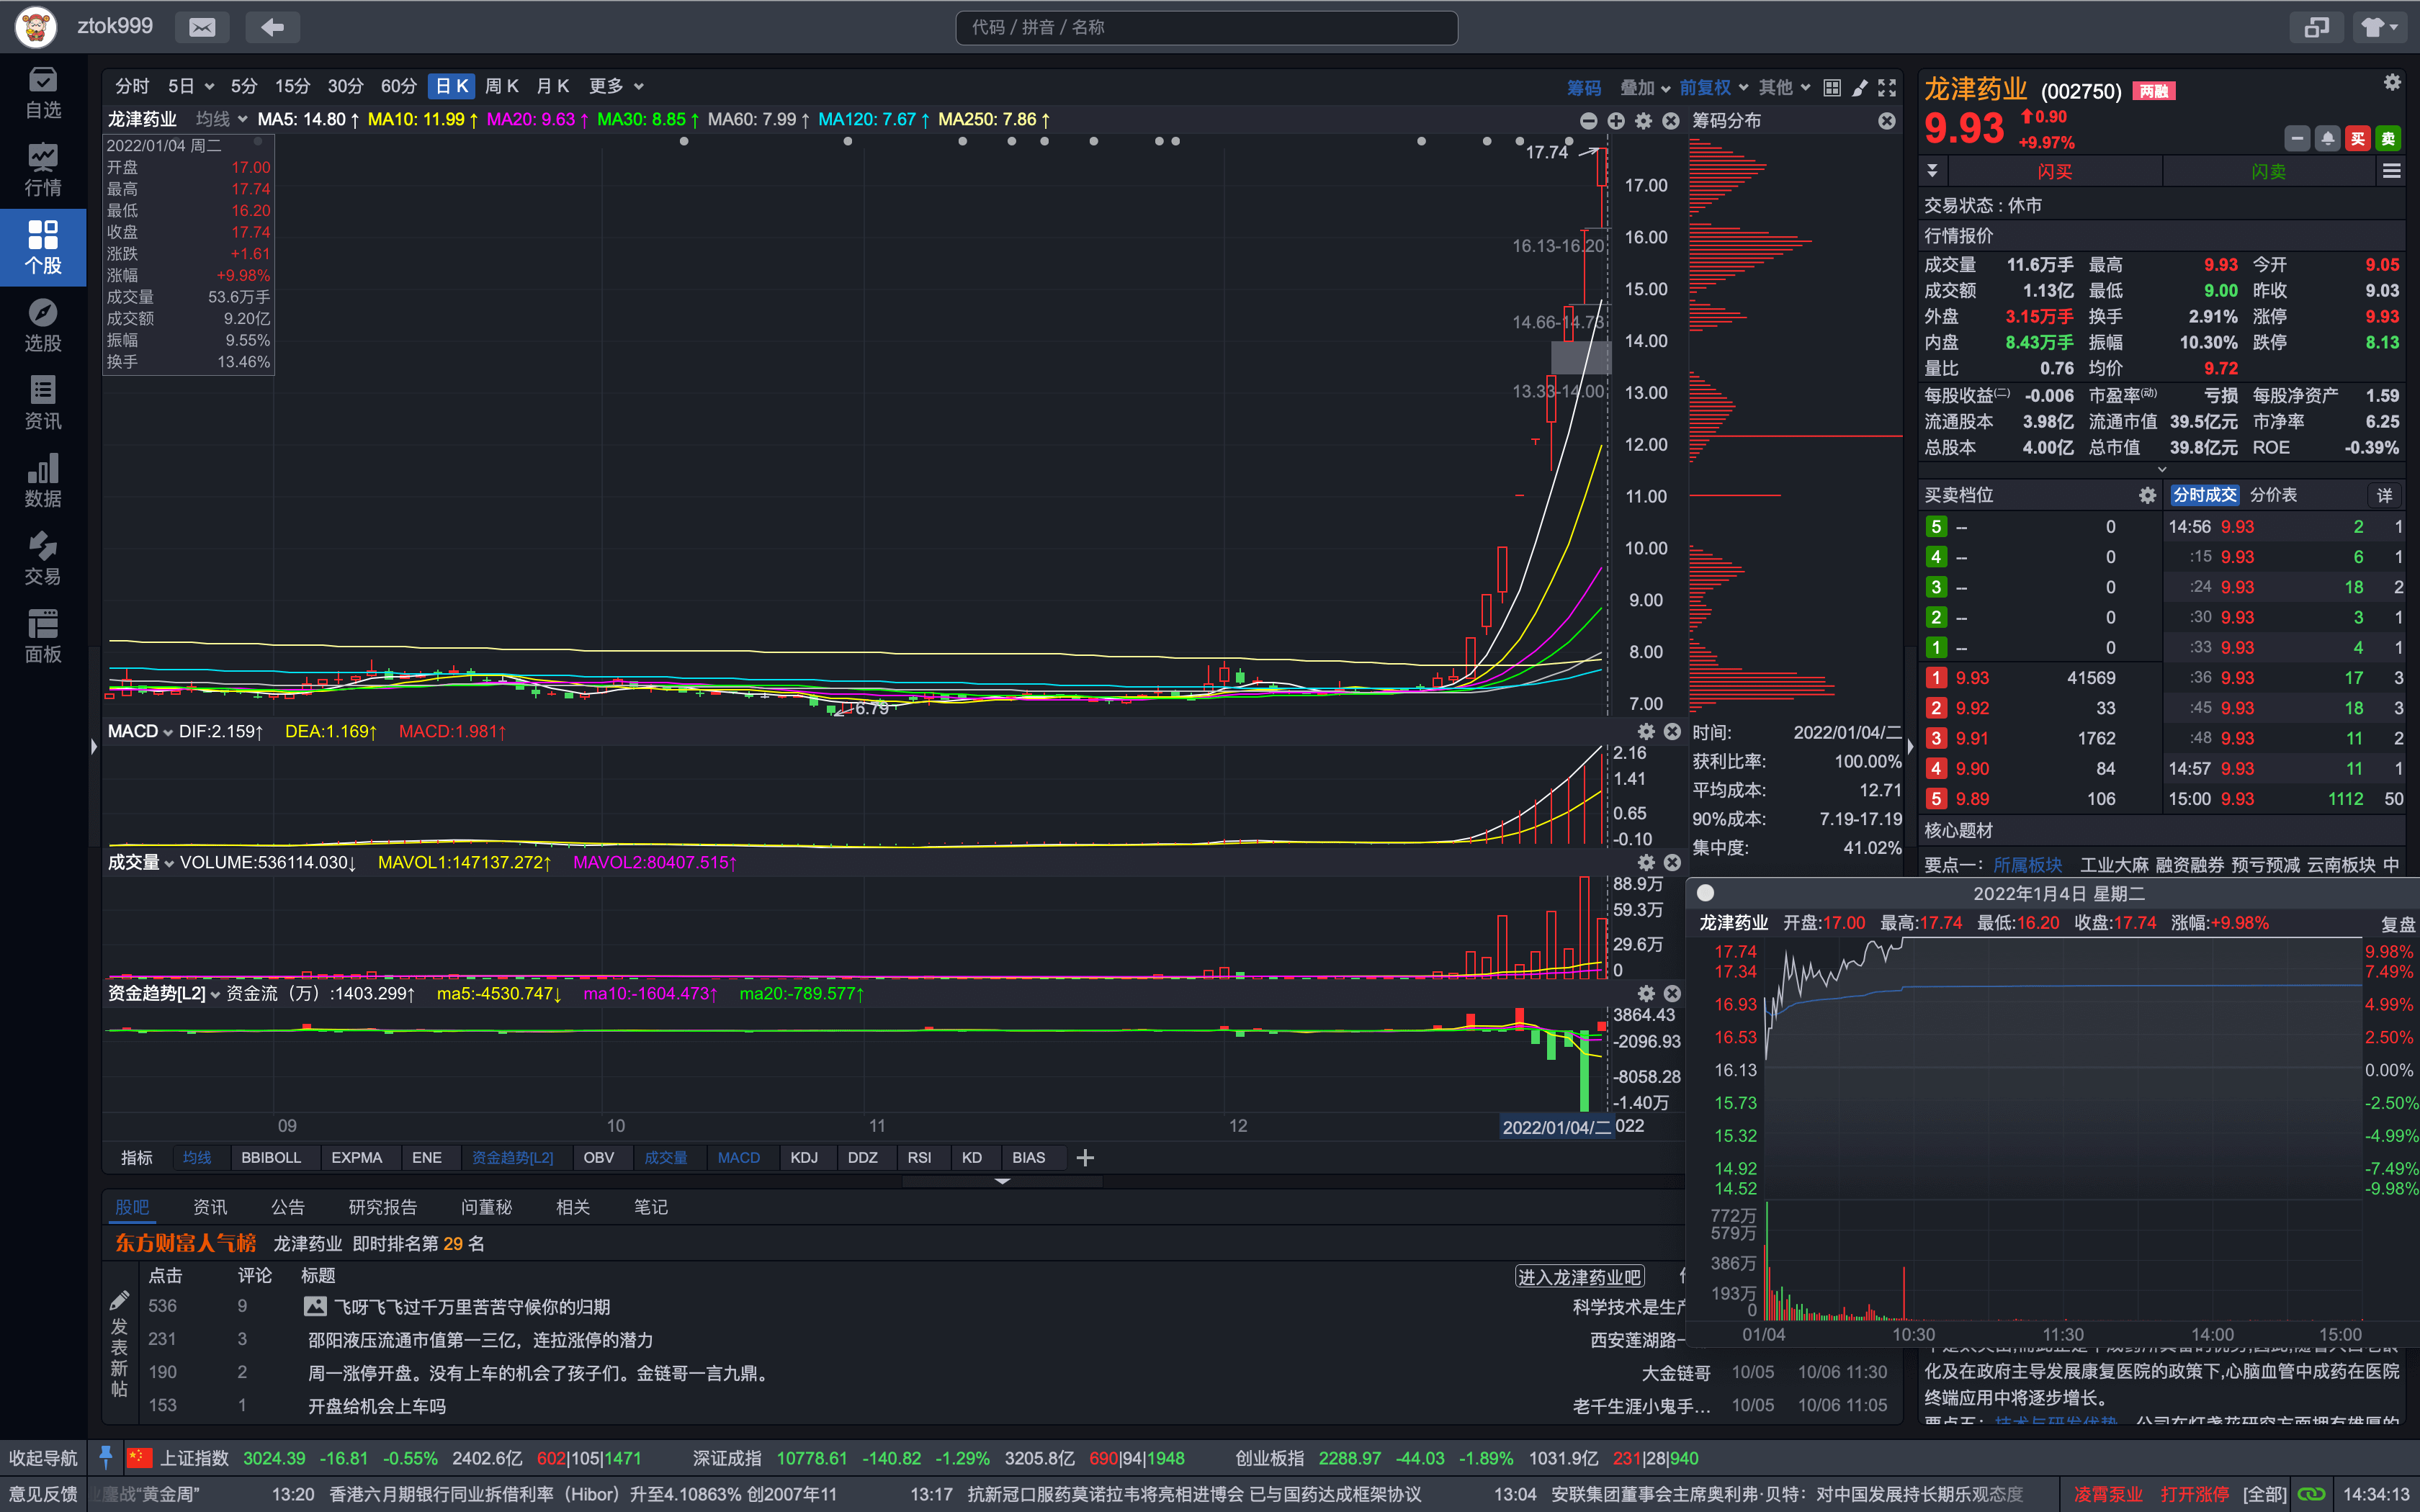 ztok999
代码 / 拼音 / 名称
自选
行情
个股
选股
资讯
数据
交易
面板
分时 5日 5分 15分 30分 60分 日K 周K 月K 更多
筹码 叠加 前复权 其他
龙津药业 均线 MA5: 14.80↑ MA10: 11.99↑ MA20: 9.63↑ MA30: 8.85↑ MA60: 7.99↑ MA120: 7.67↑ MA250: 7.86↑
筹码分布
2022/01/04 周二
开盘 17.00
最高 17.74
最低 16.20
收盘 17.74
涨跌 +1.61
涨幅 +9.98%
成交量 53.6万手
成交额 9.20亿
振幅 9.55%
换手 13.46%
17.74
16.13-16.20
14.66-14.73
13.33-14.00
6.79
17.00
16.00
15.00
14.00
13.00
12.00
11.00
10.00
9.00
8.00
7.00
MACD DIF:2.159↑ DEA:1.169↑ MACD:1.981↑
2.16
1.41
0.65
-0.10
成交量 VOLUME:536114.030↓ MAVOL1:147137.272↑ MAVOL2:80407.515↑
88.9万
59.3万
29.6万
0
资金趋势[L2] 资金流（万）:1403.299↑ ma5:-4530.747↓ ma10:-1604.473↑ ma20:-789.577↑
3864.43
-2096.93
-8058.28
-1.40万
09 10 11 12 2022/01/04/二 022
时间: 2022/01/04/二
获利比率: 100.00%
平均成本: 12.71
90%成本: 7.19-17.19
集中度: 41.02%
指标 均线 BBIBOLL EXPMA ENE 资金趋势[L2] OBV 成交量 MACD KDJ DDZ RSI KD BIAS
股吧 资讯 公告 研究报告 问董秘 相关 笔记
东方财富人气榜 龙津药业 即时排名第 29 名
点击 评论 标题 进入龙津药业吧
536 9 飞呀飞飞过千万里苦苦守候你的归期 科学技术是生产
231 3 邵阳液压流通市值第一三亿，连拉涨停的潜力 西安莲湖路一
190 2 周一涨停开盘。没有上车的机会了孩子们。金链哥一言九鼎。 大金链哥 10/05 10/06 11:30
153 1 开盘给机会上车吗 老千生涯小鬼手... 10/05 10/06 11:05
发表新帖
龙津药业 (002750) 两融
9.93 0.90
+9.97%
买 卖
闪买 闪卖
交易状态 : 休市
行情报价
成交量 11.6万手 最高 9.93 今开 9.05
成交额 1.13亿 最低 9.00 昨收 9.03
外盘 3.15万手 换手 2.91% 涨停 9.93
内盘 8.43万手 振幅 10.30% 跌停 8.13
量比 0.76 均价 9.72
每股收益(二) -0.006 市盈率(动) 亏损 每股净资产 1.59
流通股本 3.98亿 流通市值 39.5亿元 市净率 6.25
总股本 4.00亿 总市值 39.8亿元 ROE -0.39%
买卖档位 分时成交 分价表 详
5 -- 0 14:56 9.93 2 1
4 -- 0 :15 9.93 6 1
3 -- 0 :24 9.93 18 2
2 -- 0 :30 9.93 3 1
1 -- 0 :33 9.93 4 1
1 9.93 41569 :36 9.93 17 3
2 9.92 33 :45 9.93 18 3
3 9.91 1762 :48 9.93 11 2
4 9.90 84 14:57 9.93 11 1
5 9.89 106 15:00 9.93 1112 50
核心题材
要点一： 所属板块 工业大麻 融资融券 预亏预减 云南板块 中
2022年1月4日 星期二
龙津药业 开盘:17.00 最高:17.74 最低:16.20 收盘:17.74 涨幅:+9.98% 复盘
17.74 9.98%
17.34 7.49%
16.93 4.99%
16.53 2.50%
16.13 0.00%
15.73 -2.50%
15.32 -4.99%
14.92 -7.49%
14.52 -9.98%
772万
579万
386万
193万
0
01/04 10:30 11:30 14:00 15:00
化及在政府主导发展康复医院的政策下,心脑血管中成药在医院
终端应用中将逐步增长。
收起导航 上证指数 3024.39 -16.81 -0.55% 2402.6亿 602|105|1471 深证成指 10778.61 -140.82 -1.29% 3205.8亿 690|94|1948 创业板指 2288.97 -44.03 -1.89% 1031.9亿 231|28|940
意见反馈 鏖战“黄金周” 13:20 香港六月期银行同业拆借利率（Hibor）升至4.10863% 创2007年11 13:17 抗新冠口服药莫诺拉韦将亮相进博会 已与国药达成框架协议 13:04 安联集团董事会主席奥利弗·贝特：对中国发展持长期乐观态度 凌霄泵业 打开涨停 [全部] 14:34:13